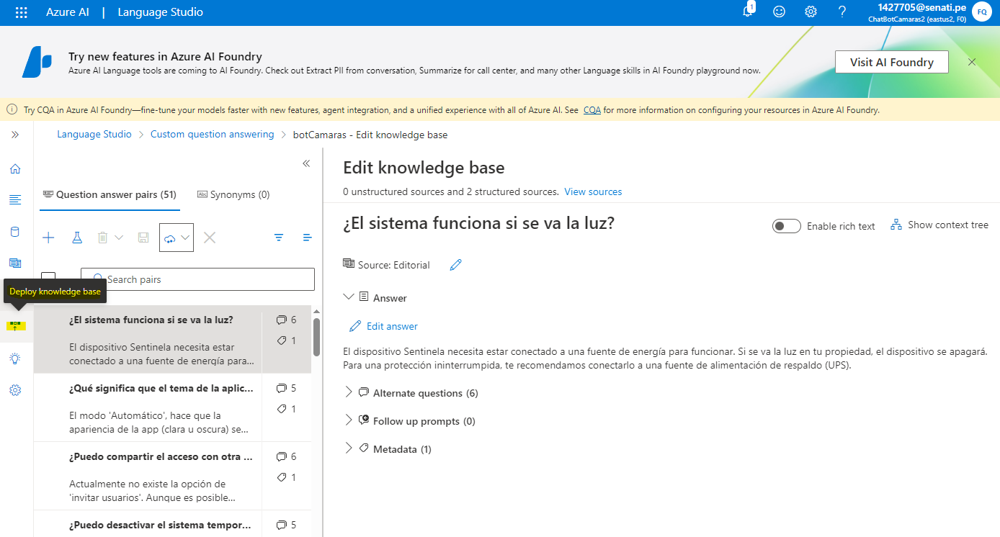 Azure AI | Language Studio
1
1427705@senati.pe
ChatBotCamaras2 (eastus2, F0)
FQ
Try new features in Azure AI Foundry
Azure AI Language tools are coming to AI Foundry. Check out Extract PII from conversation, Summarize for call center, and many other Language skills in AI Foundry playground now.
Visit AI Foundry
Try CQA in Azure AI Foundry—fine-tune your models faster with new features, agent integration, and a unified experience with all of Azure AI. See CQA for more information on configuring your resources in Azure AI Foundry.
Language Studio > Custom question answering > botCamaras - Edit knowledge base
Question answer pairs (51)
Abc Synonyms (0)
Search pairs
Deploy knowledge base
¿El sistema funciona si se va la luz?
6
El dispositivo Sentinela necesita estar
conectado a una fuente de energía para...
1
¿Qué significa que el tema de la aplic...
5
El modo 'Automático', hace que la
apariencia de la app (clara u oscura) se...
1
¿Puedo compartir el acceso con otra ...
6
Actualmente no existe la opción de
'invitar usuarios'. Aunque es posible...
1
¿Puedo desactivar el sistema tempor...
5
Edit knowledge base
0 unstructured sources and 2 structured sources. View sources
¿El sistema funciona si se va la luz?
Enable rich text
Show context tree
Source: Editorial
Answer
Edit answer
El dispositivo Sentinela necesita estar conectado a una fuente de energía para funcionar. Si se va la luz en tu propiedad, el dispositivo se apagará.
Para una protección ininterrumpida, te recomendamos conectarlo a una fuente de alimentación de respaldo (UPS).
Alternate questions (6)
Follow up prompts (0)
Metadata (1)